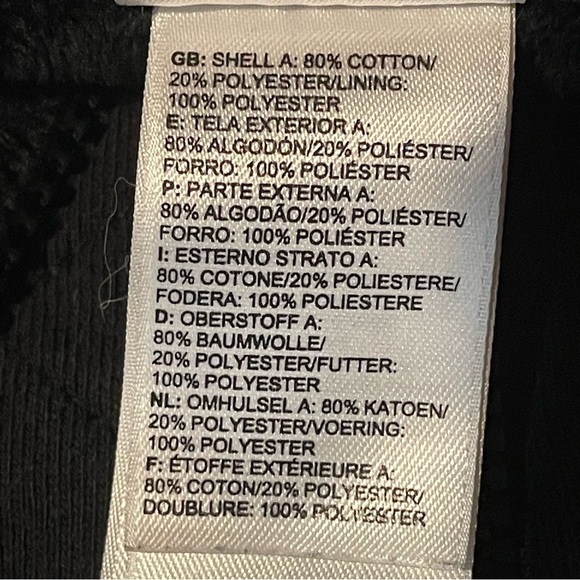 GB: SHELL A: 80% COTTON/
20% POLYESTER/LINING:
100% POLYESTER
E: TELA EXTERIOR A:
80% ALGODÓN/20% POLIÉSTER/
FORRO: 100% POLIÉSTER
P: PARTE EXTERNA A:
80% ALGODÃO/20% POLIÉSTER/
FORRO: 100% POLIÉSTER
I: ESTERNO STRATO A:
80% COTONE/20% POLIESTERE/
FODERA: 100% POLIESTERE
D: OBERSTOFF A:
80% BAUMWOLLE/
20% POLYESTER/FUTTER:
100% POLYESTER
NL: OMHULSEL A: 80% KATOEN/
20% POLYESTER/VOERING:
100% POLYESTER
F: ÉTOFFE EXTÉRIEURE A:
80% COTON/20% POLYESTER/
DOUBLURE: 100% POLYESTER